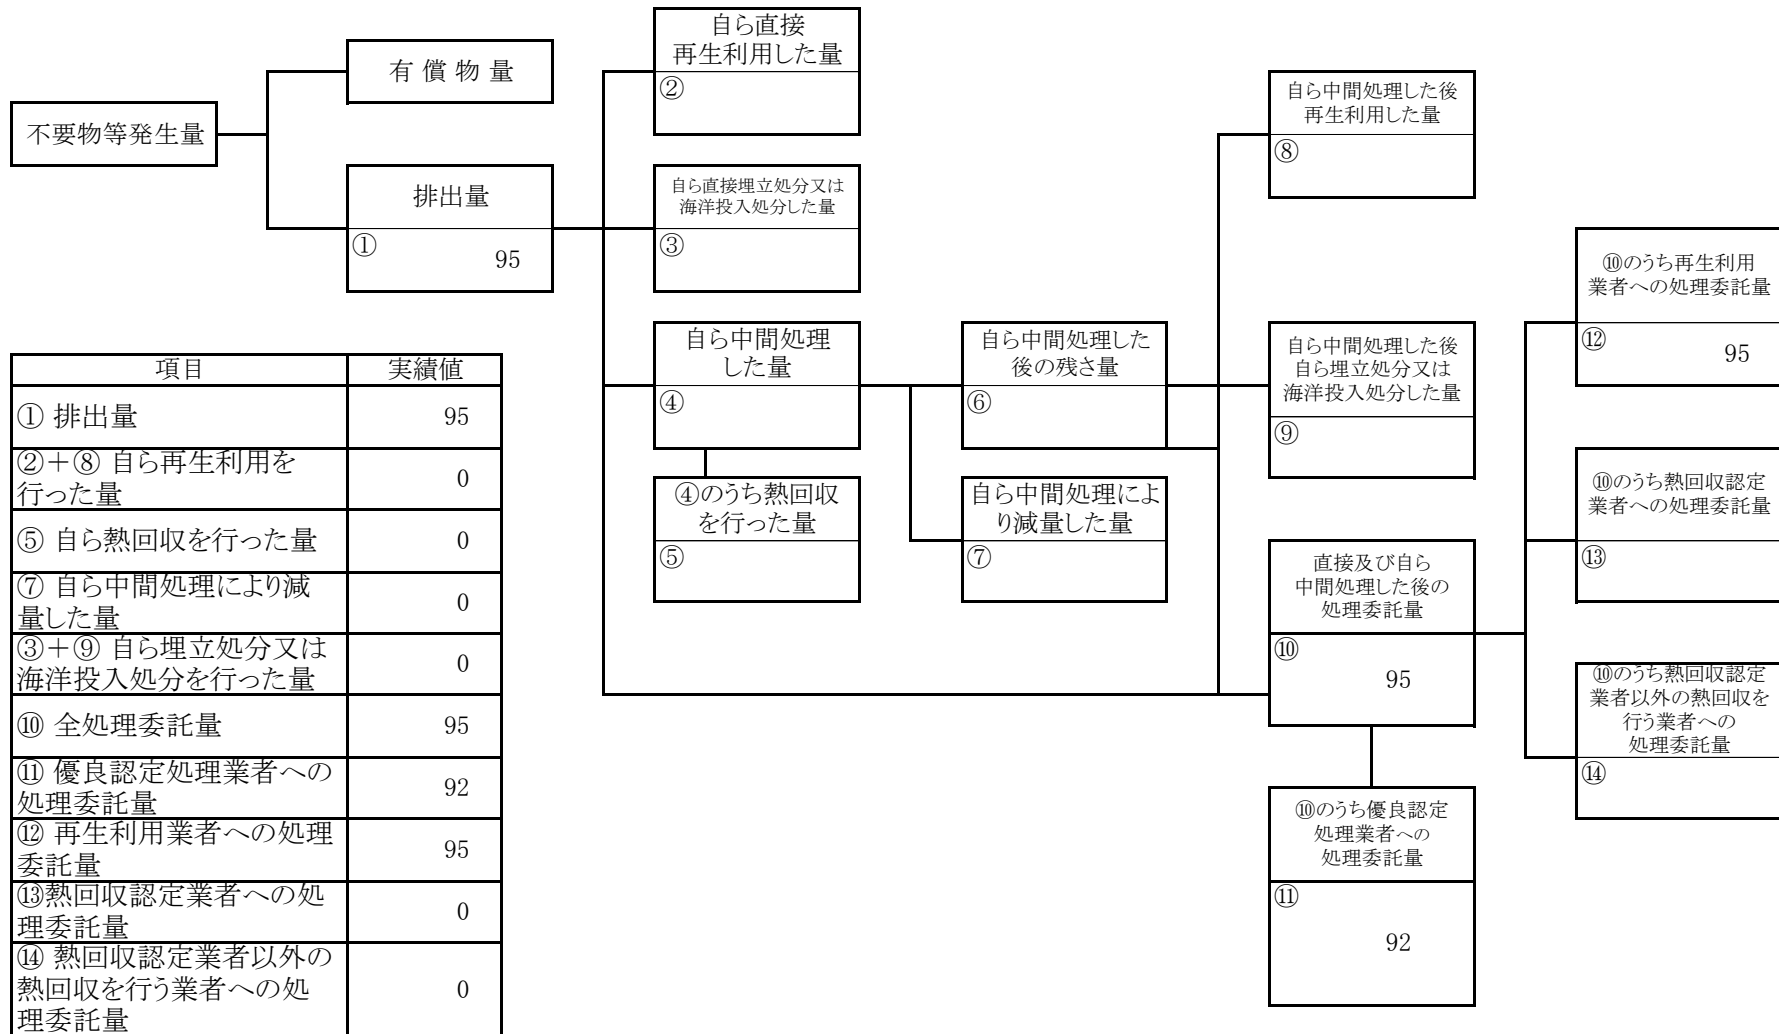 不要物等発生量
有 償 物 量
排出量
①
95
自ら直接
再生利用した量
②
自ら直接埋立処分又は
海洋投入処分した量
③
自ら中間処理
した量
④
④のうち熱回収
を行った量
⑤
自ら中間処理した
後の残さ量
⑥
自ら中間処理によ
り減量した量
⑦
自ら中間処理した後
再生利用した量
⑧
自ら中間処理した後
自ら埋立処分又は
海洋投入処分した量
⑨
直接及び自ら
中間処理した後の
処理委託量
⑩
95
⑩のうち優良認定
処理業者への
処理委託量
⑪
92
⑩のうち再生利用
業者への処理委託量
⑫
95
⑩のうち熱回収認定
業者への処理委託量
⑬
⑩のうち熱回収認定
業者以外の熱回収を
行う業者への
処理委託量
⑭
項目 実績値
① 排出量 95
②+⑧ 自ら再生利用を
行った量 0
⑤ 自ら熱回収を行った量 0
⑦ 自ら中間処理により減
量した量 0
③+⑨ 自ら埋立処分又は
海洋投入処分を行った量 0
⑩ 全処理委託量 95
⑪ 優良認定処理業者への
処理委託量 92
⑫ 再生利用業者への処理
委託量 95
⑬熱回収認定業者への処
理委託量 0
⑭ 熱回収認定業者以外の
熱回収を行う業者への処
理委託量 0